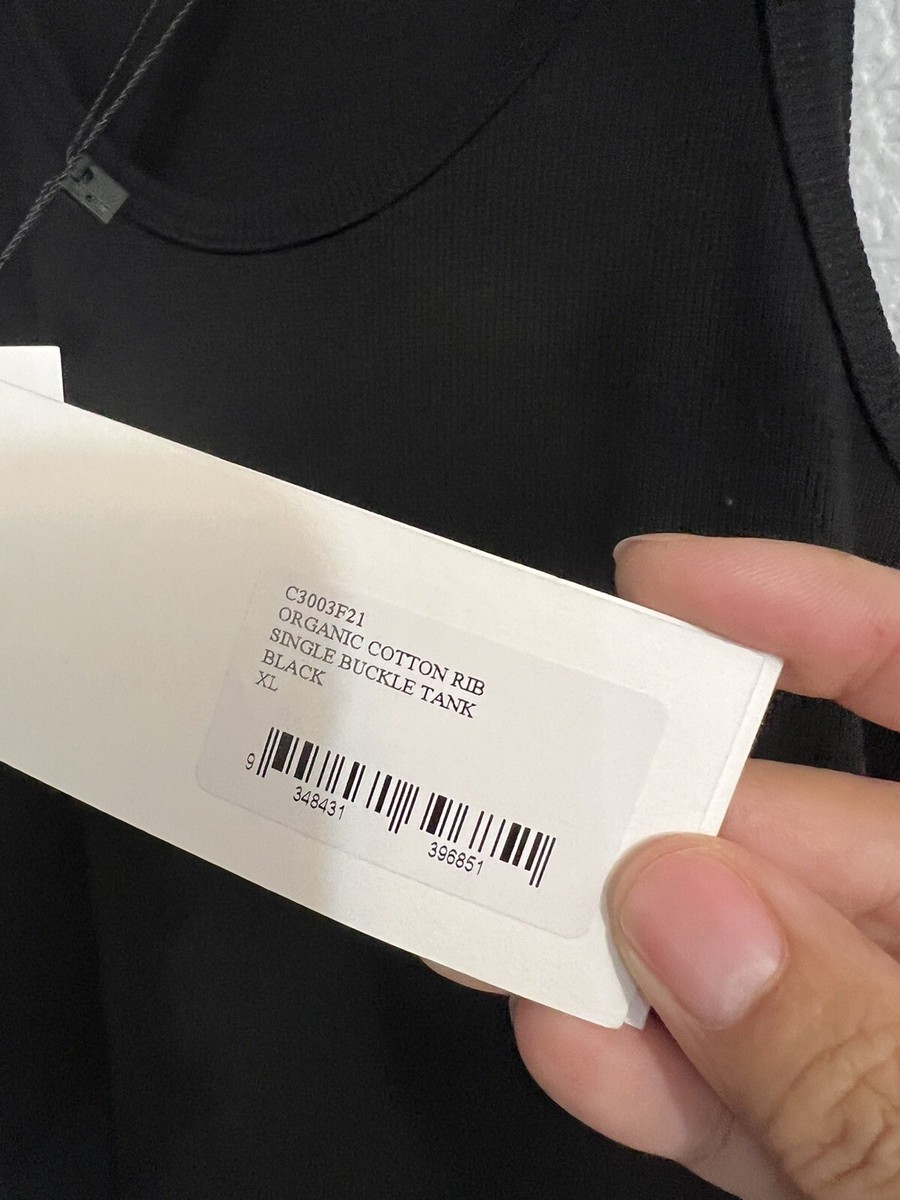 C3003F21
ORGANIC COTTON RIB
SINGLE BUCKLE TANK
BLACK
XL
9 348431 396851